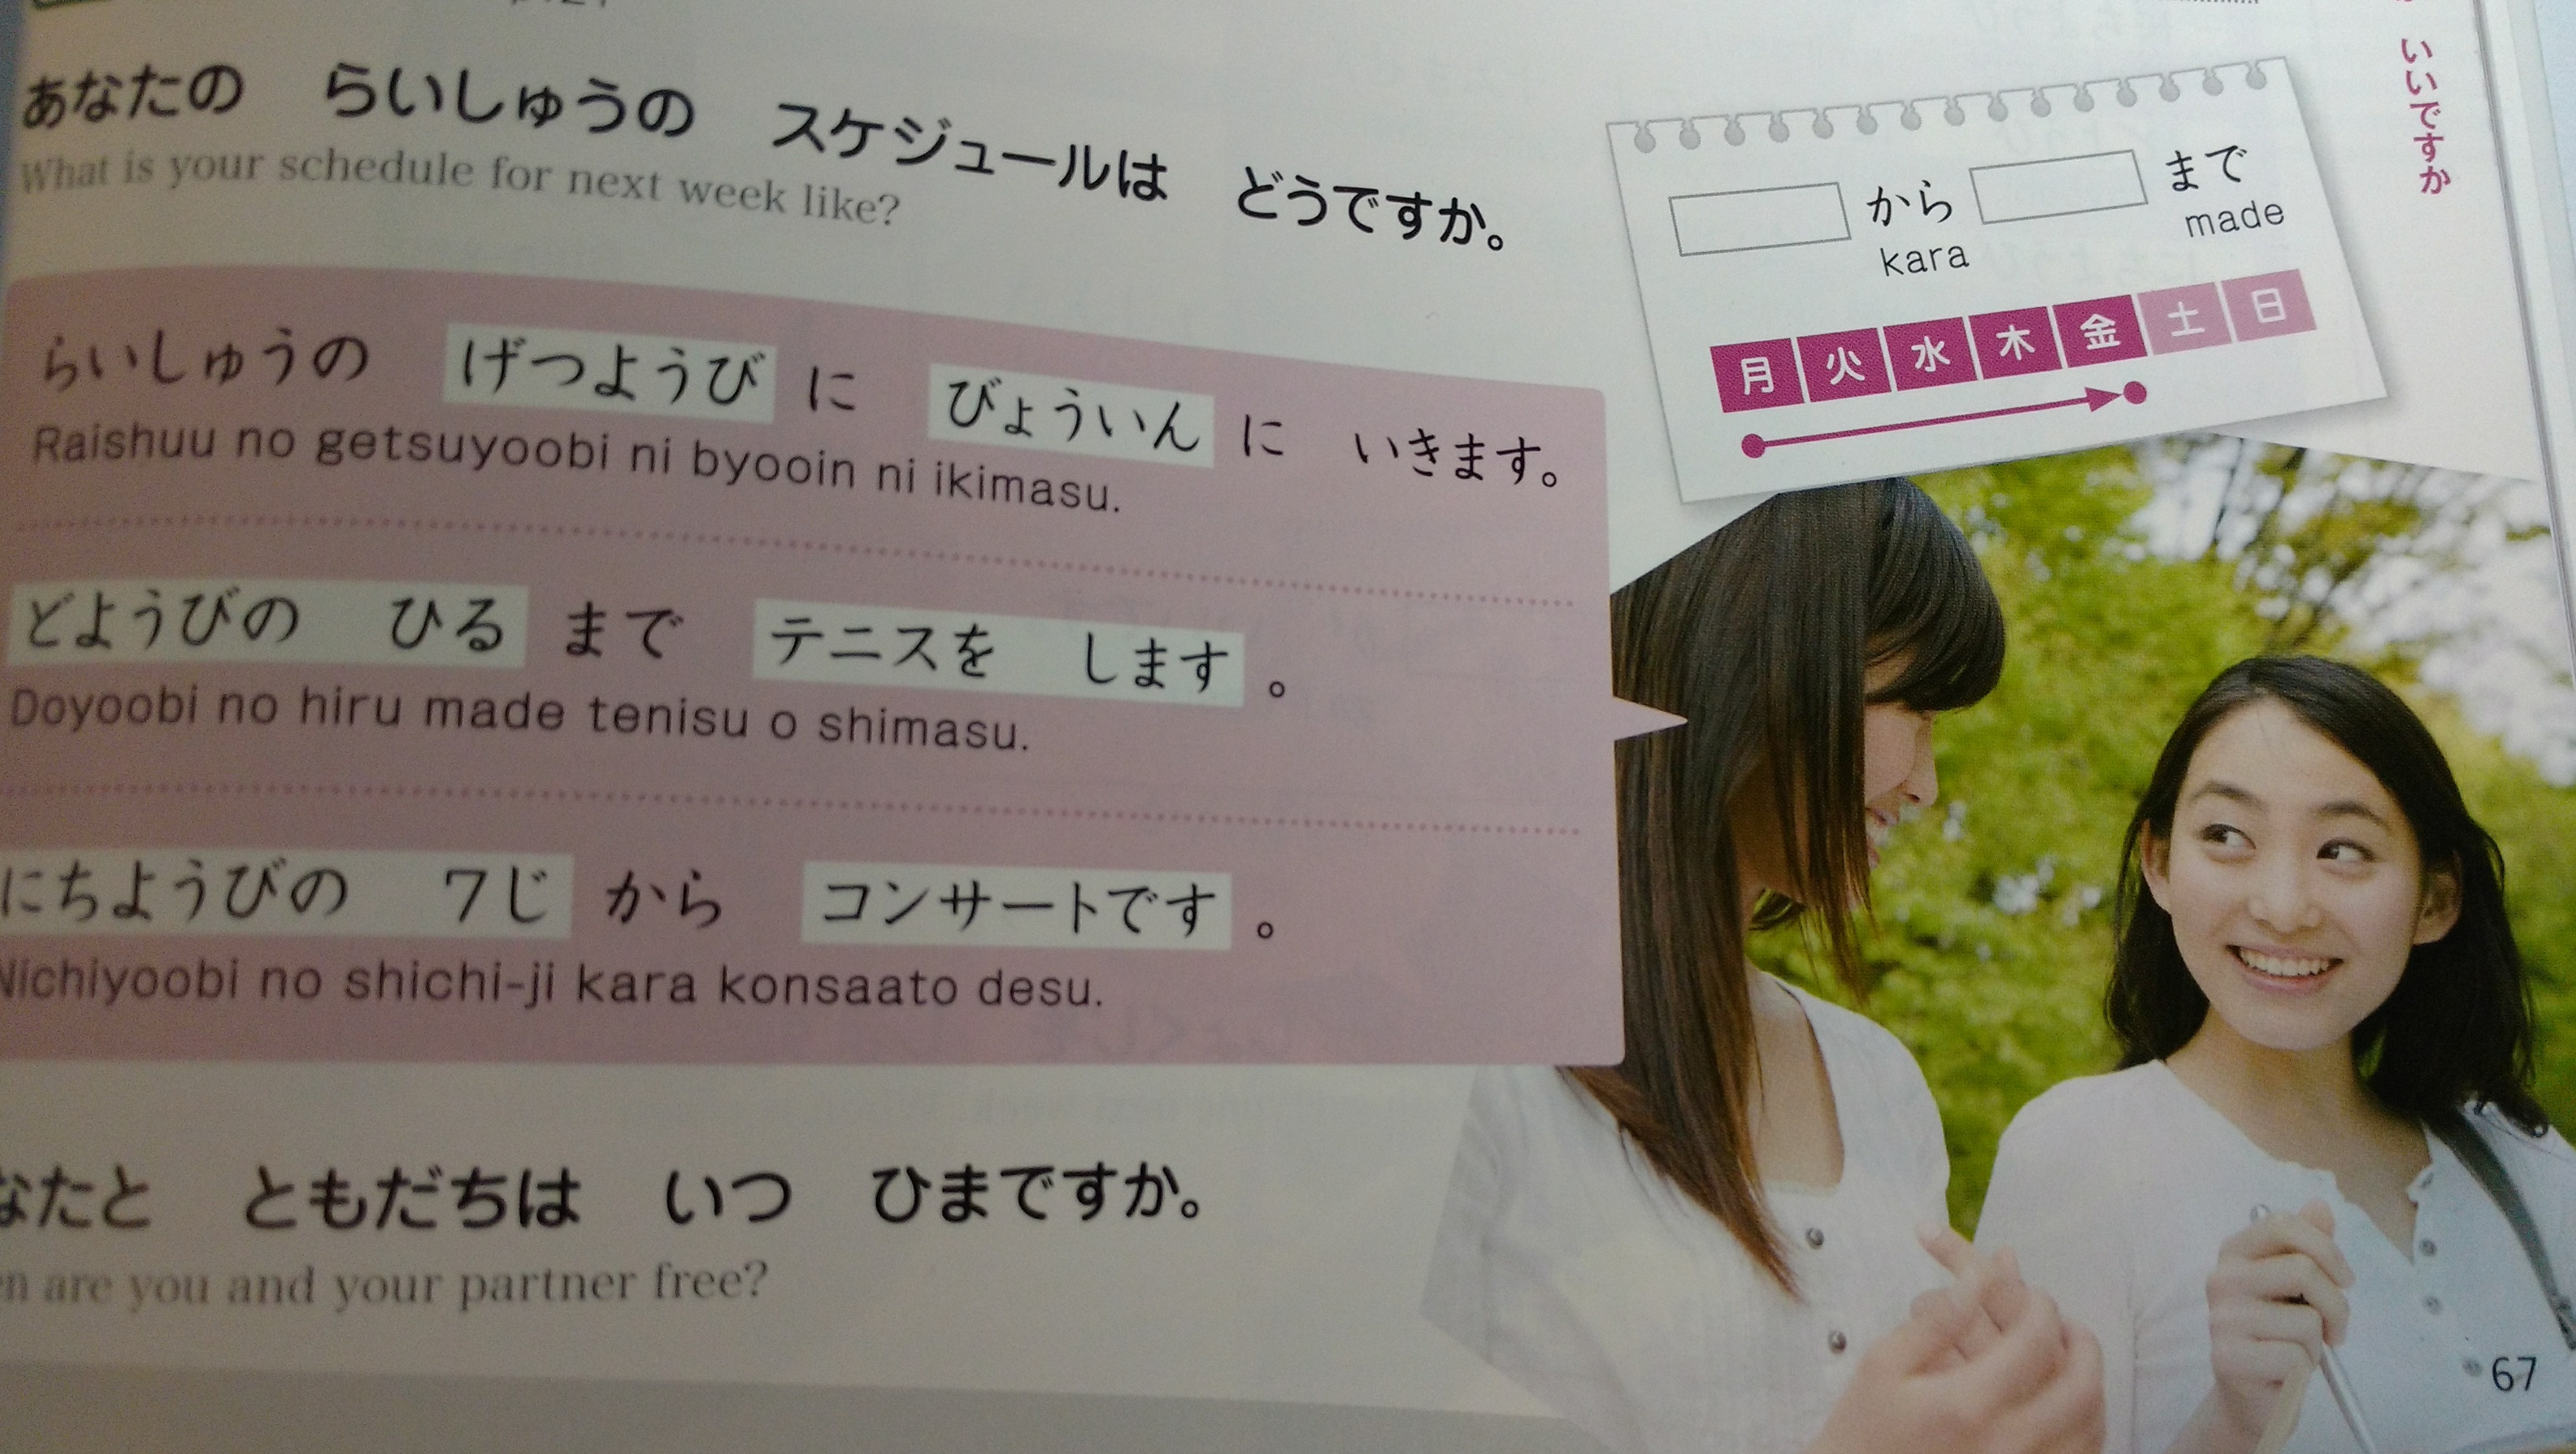 あなたの らいしゅうの スケジュールは どうですか。
What is your schedule for next week like?
らいしゅうの げつようび に びょういん に いきます。
Raishuu no getsuyoobi ni byooin ni ikimasu.
どようびの ひる まで テニスを します 。
Doyoobi no hiru made tenisu o shimasu.
にちようびの 7じ から コンサートです 。
Nichiyoobi no shichi-ji kara konsaato desu.
なたと ともだちは いつ ひまですか。
en are you and your partner free?
から まで
kara made
月 火 水 木 金 土 日
いいですか
67